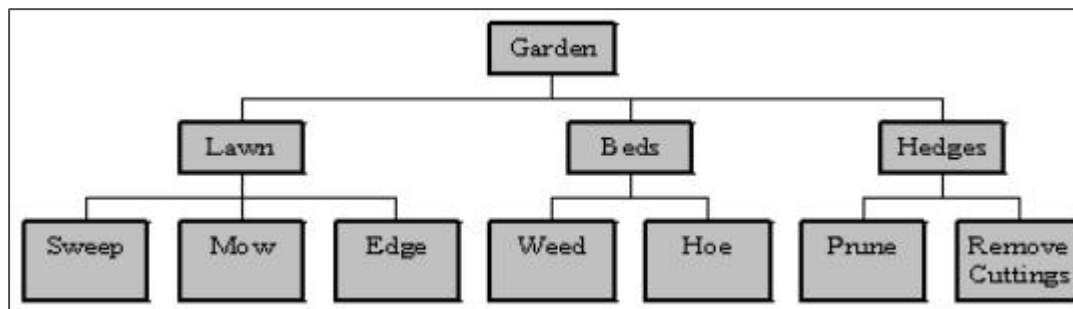 Garden
Lawn
Beds
Hedges
Sweep
Mow
Edge
Weed
Hoe
Prune
Remove
Cuttings